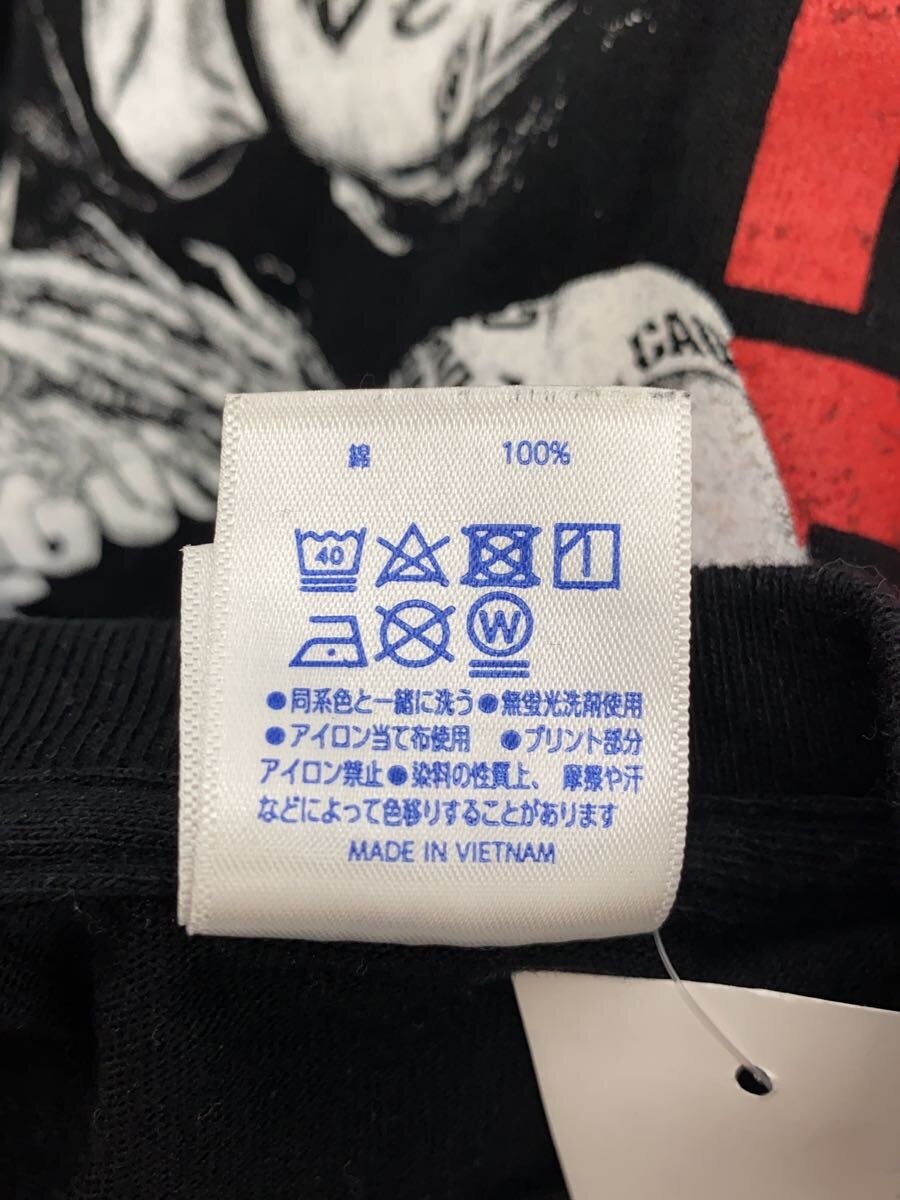 綿 100%
40
W
●同系色と一緒に洗う●無蛍光洗剤使用
●アイロン当て布使用 ●プリント部分
アイロン禁止●染料の性質上、摩擦や汗
などによって色移りすることがあります
MADE IN VIETNAM